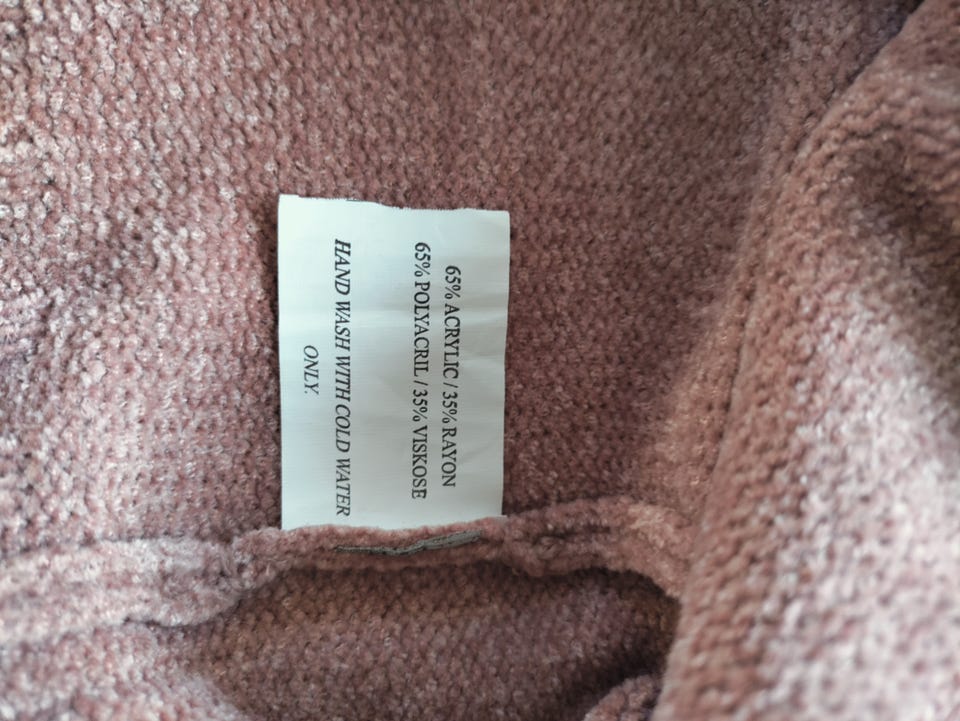 65% ACRYLIC / 35% RAYON
65% POLYACRIL / 35% VISKOSE
HAND WASH WITH COLD WATER
ONLY.